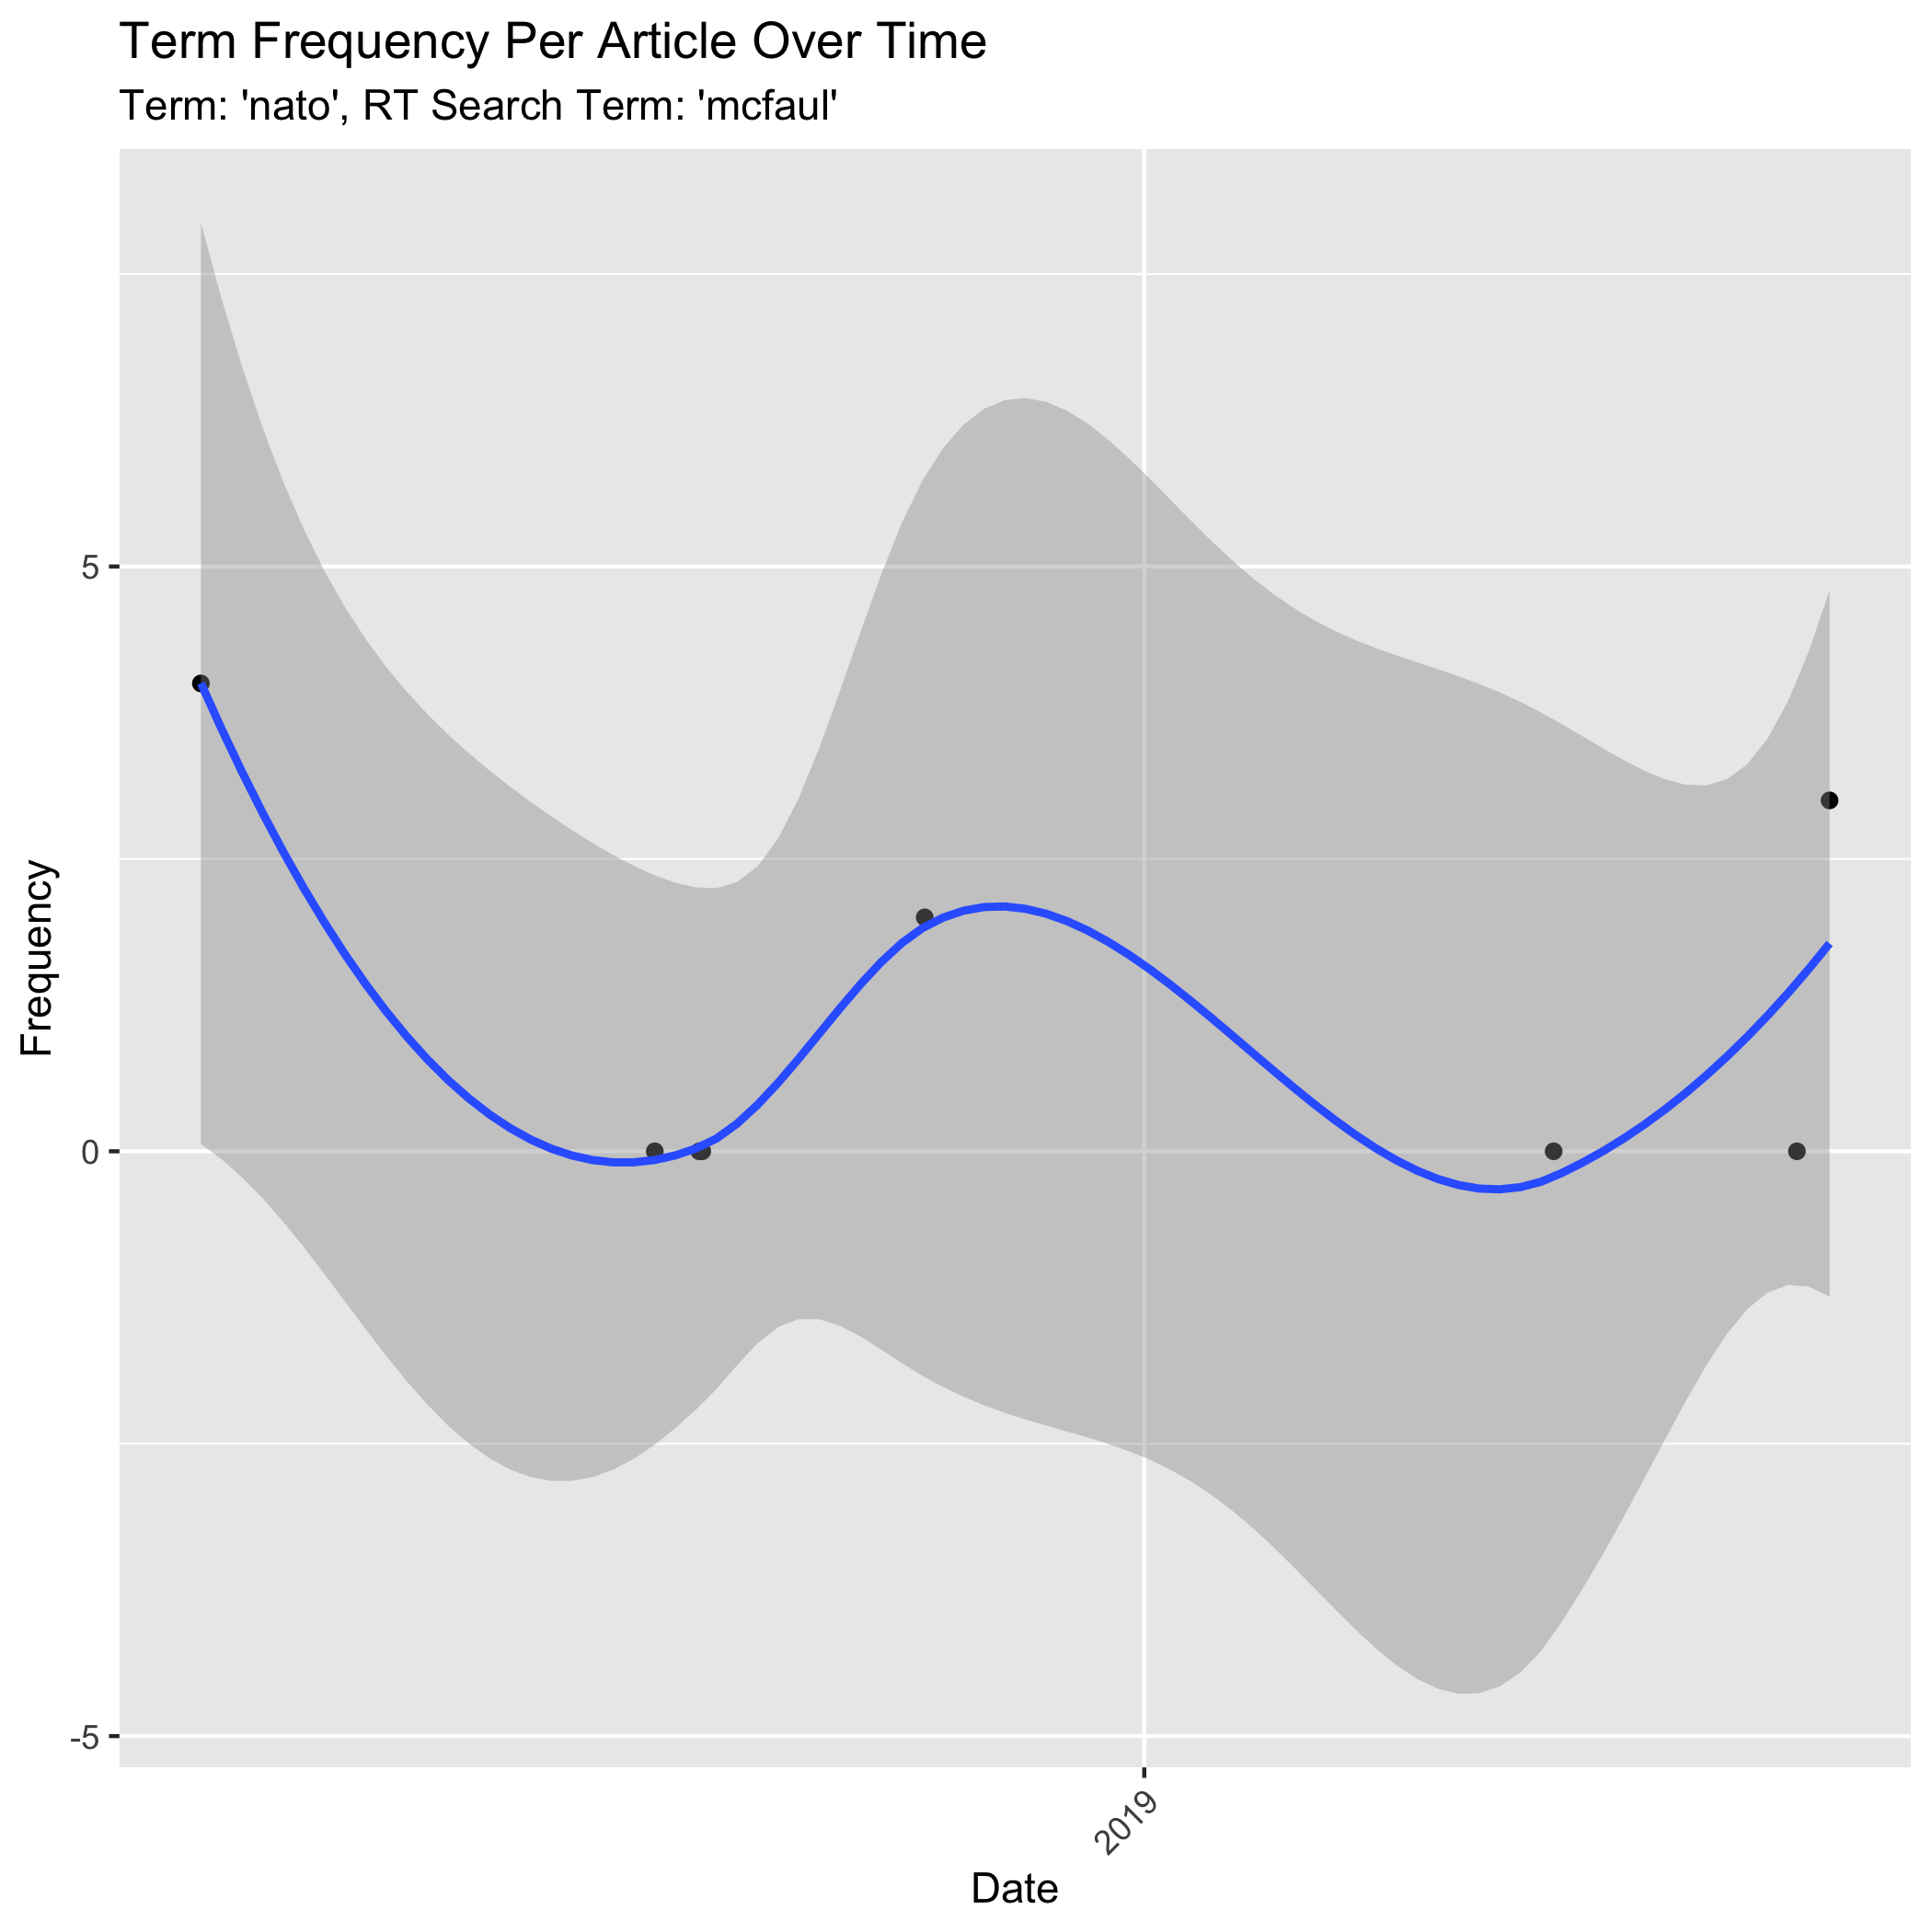 Term Frequency Per Article Over Time
Term: 'nato', RT Search Term: 'mcfaul'
Frequency
5
0
-5
2019
Date